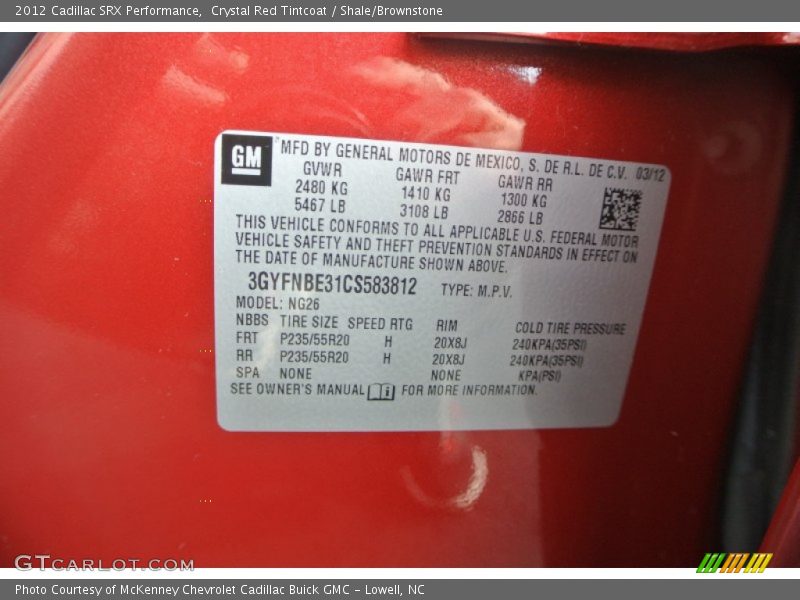 2012 Cadillac SRX Performance,  Crystal Red Tintcoat / Shale/Brownstone
GM
MFD BY GENERAL MOTORS DE MEXICO, S. DE R.L. DE C.V. 03/12
GVWR GAWR FRT GAWR RR
2480 KG 1410 KG 1300 KG
5467 LB 3108 LB 2866 LB
THIS VEHICLE CONFORMS TO ALL APPLICABLE U.S. FEDERAL MOTOR
VEHICLE SAFETY AND THEFT PREVENTION STANDARDS IN EFFECT ON
THE DATE OF MANUFACTURE SHOWN ABOVE.
3GYFNBE31CS583812 TYPE: M.P.V.
MODEL: NG26
NBBS TIRE SIZE SPEED RTG RIM COLD TIRE PRESSURE
FRT P235/55R20 H 20X8J 240KPA(35PSI)
RR P235/55R20 H 20X8J 240KPA(35PSI)
SPA NONE NONE KPA(PSI)
SEE OWNER'S MANUAL i FOR MORE INFORMATION.
GTCARLOT.COM
Photo Courtesy of McKenney Chevrolet Cadillac Buick GMC - Lowell, NC